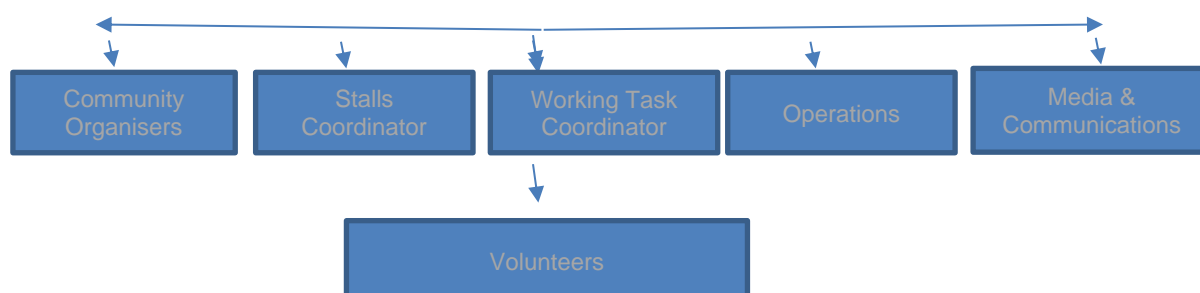 Community
Organisers
Stalls
Coordinator
Working Task
Coordinator
Operations
Media &
Communications
Volunteers